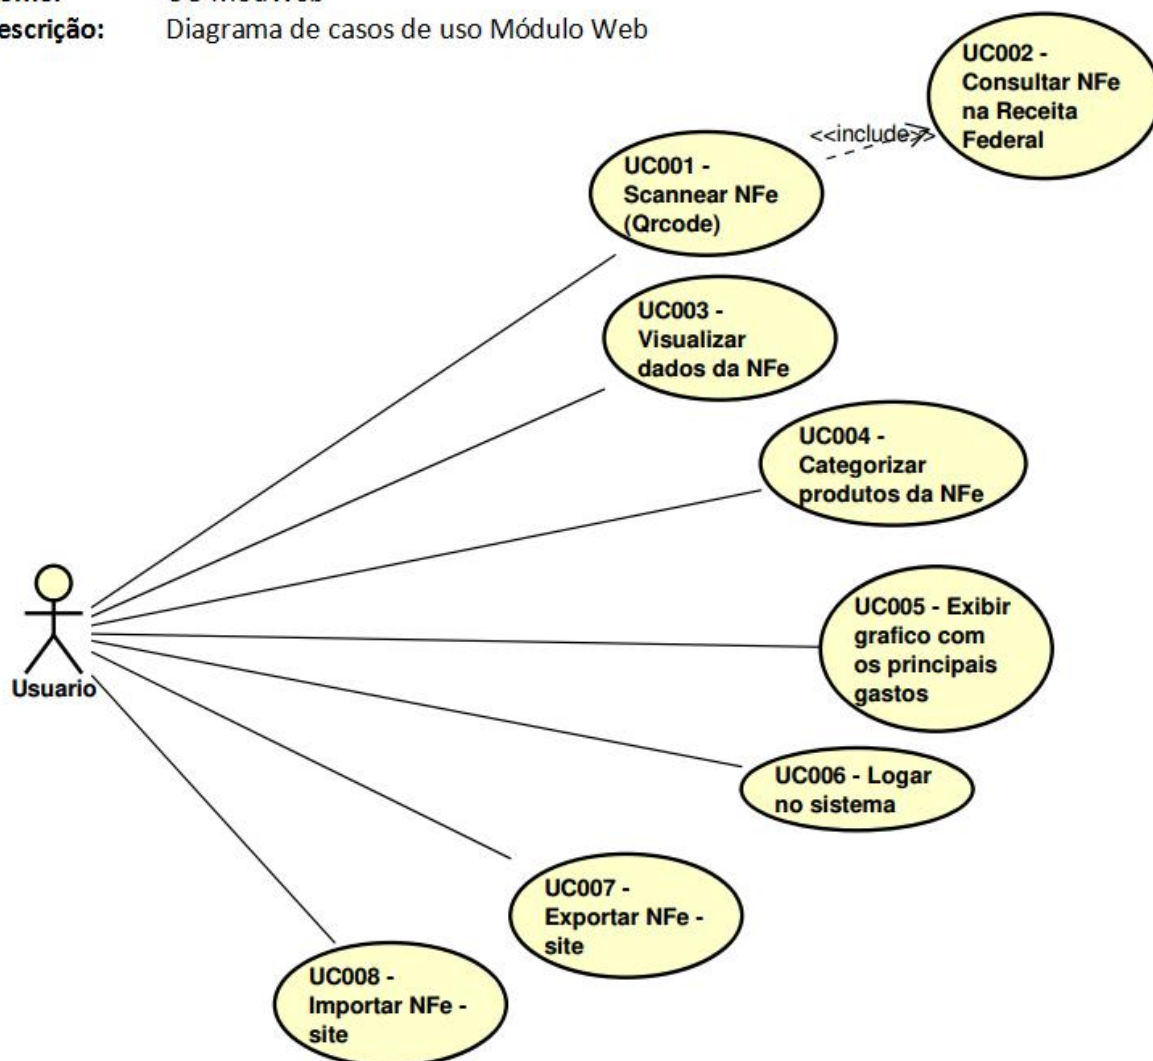 Descrição: Diagrama de casos de uso Módulo Web
UC002 -
Consultar NFe
na Receita
Federal
<<include>>
UC001 -
Scannear NFe
(Qrcode)
UC003 -
Visualizar
dados da NFe
UC004 -
Categorizar
produtos da NFe
UC005 - Exibir
grafico com
os principais
gastos
Usuario
UC006 - Logar
no sistema
UC007 -
Exportar NFe -
site
UC008 -
Importar NFe -
site